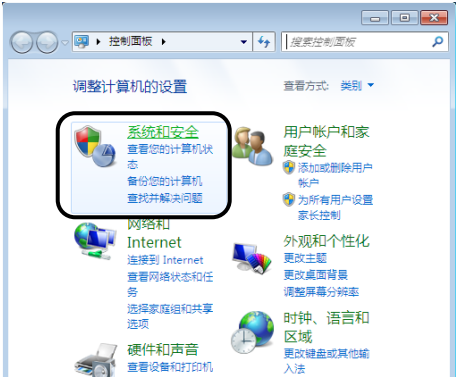 控制面板
搜索控制面板
调整计算机的设置
查看方式:
类别
系统和安全
查看您的计算机状
态
备份您的计算机
查找并解决问题
网络和
Internet
连接到 Internet
查看网络状态和任
务
选择家庭组和共享
选项
硬件和声音
查看设备和打印机
用户帐户和家
庭安全
添加或删除用户
帐户
为所有用户设置
家长控制
外观和个性化
更改主题
更改桌面背景
调整屏幕分辨率
时钟、语言和
区域
更改键盘或其他输
入法